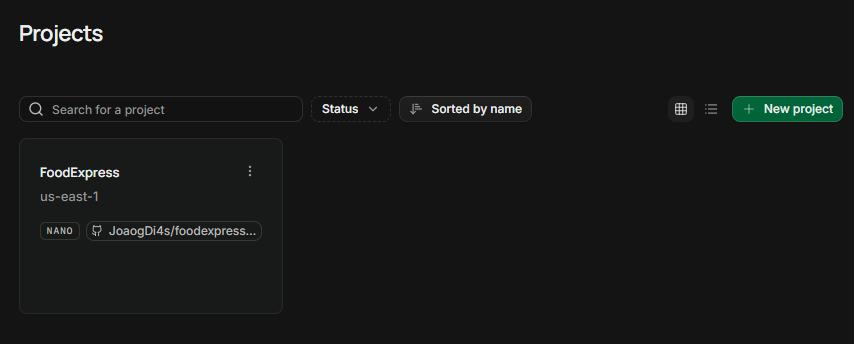 Projects
Search for a project
Status
Sorted by name
New project
FoodExpress
us-east-1
NANO
JoaogDi4s/foodexpress...